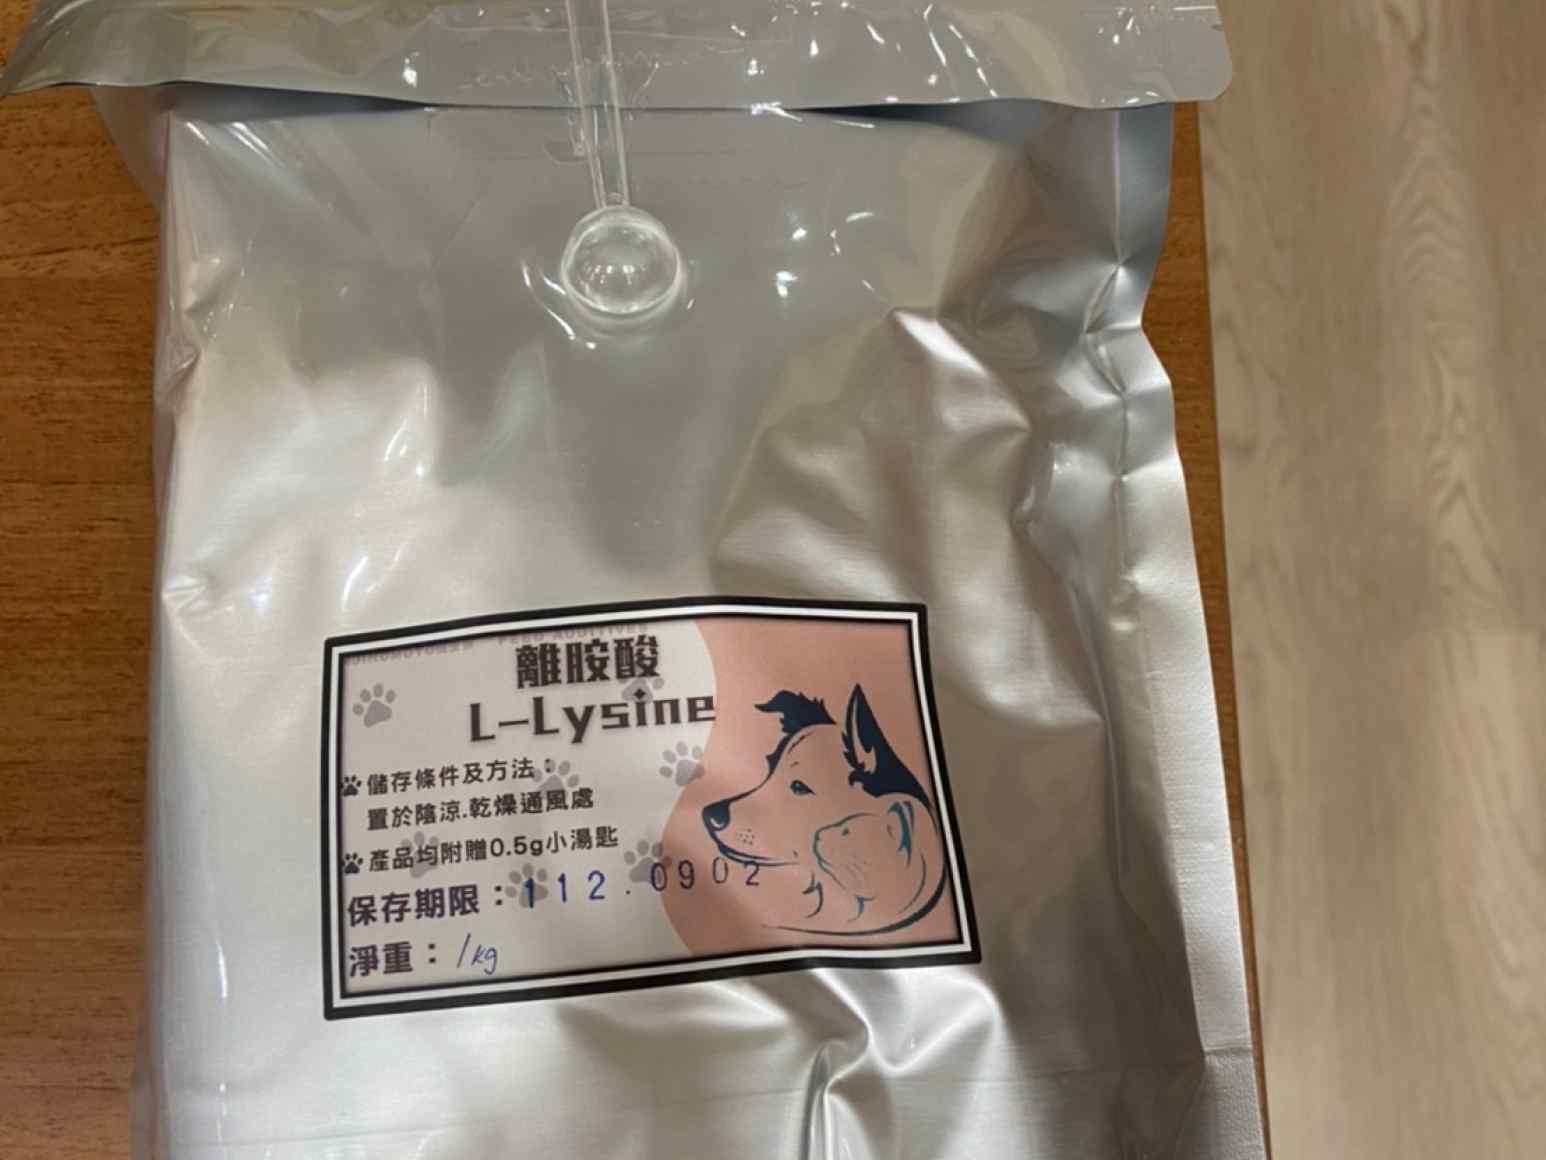 FEED ADDITIVES
離胺酸
L-Lysine
儲存條件及方法：
置於陰涼.乾燥通風處
產品均附贈0.5g小湯匙
保存期限：112.0902
淨重：1kg